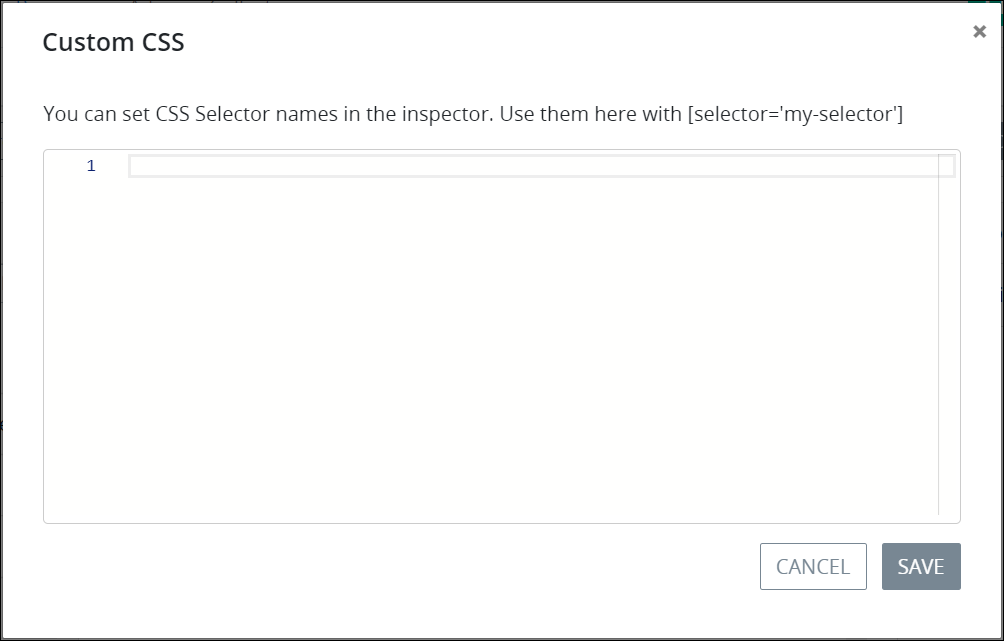 Custom CSS
×
You can set CSS Selector names in the inspector. Use them here with [selector='my-selector']
1
CANCEL
SAVE